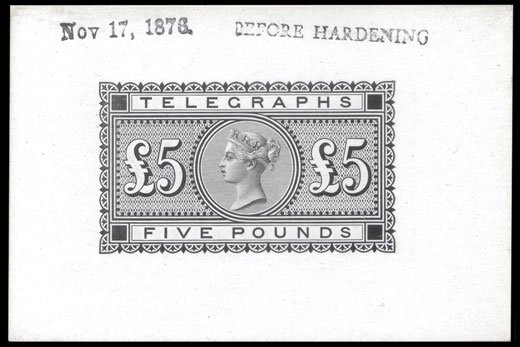 Nov 17, 1876.
BEFORE HARDENING
TELEGRAPHS
£5 £5
FIVE POUNDS